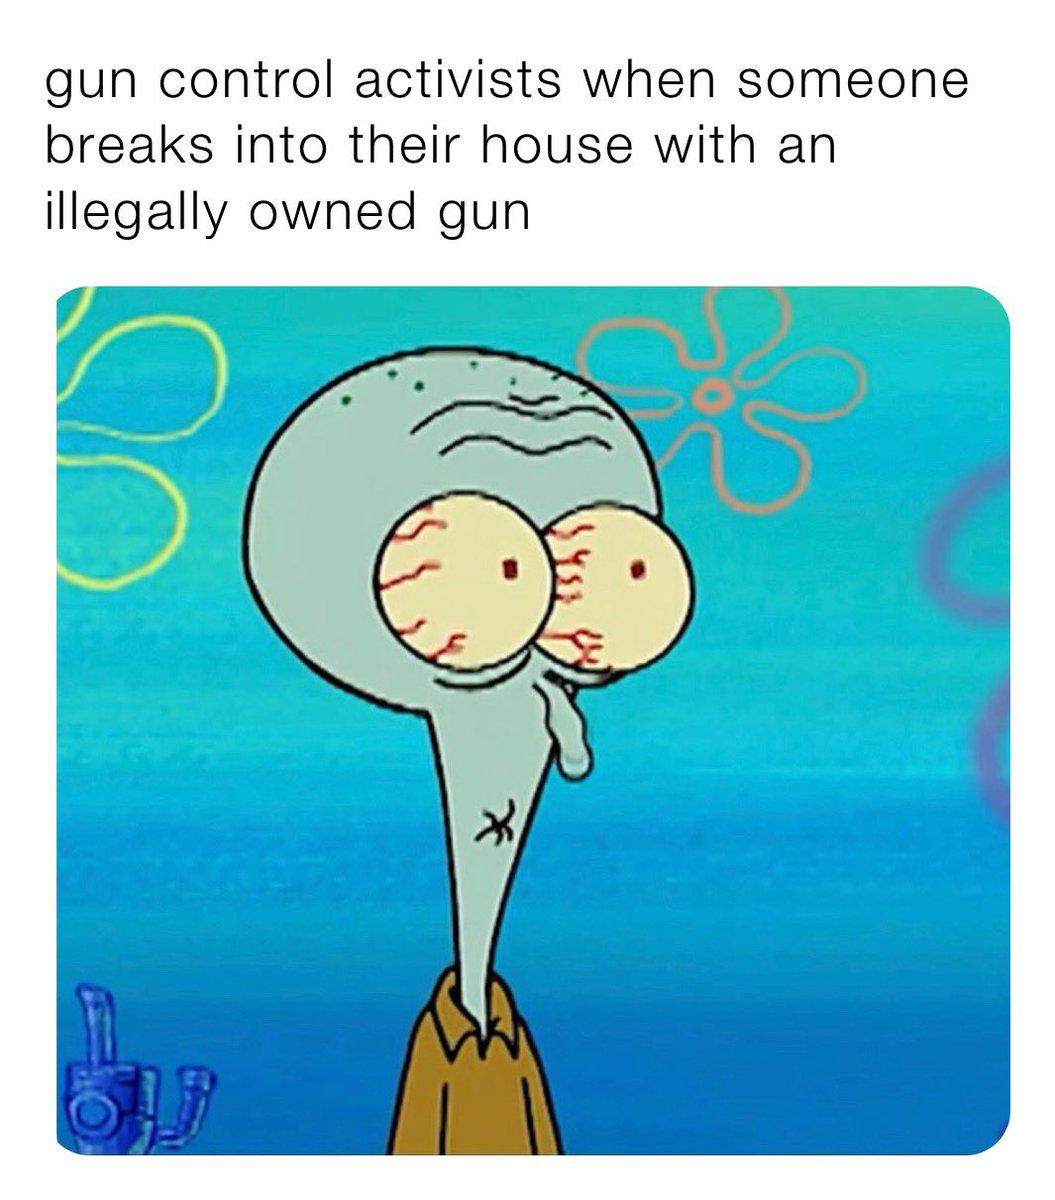 gun control activists when someone
breaks into their house with an
illegally owned gun